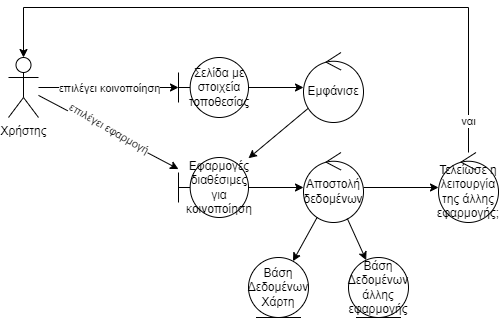 Χρήστης
επιλέγει κοινοποίηση
Σελίδα με
στοιχεία
τοποθεσίας
Εμφάνισε
επιλέγει εφαρμογή
Εφαρμογές
διαθέσιμες
για
κοινοποίηση
Αποστολή
δεδομένων
ναι
Τελείωσε η
λειτουργία
της άλλης
εφαρμογής;
Βάση
Δεδομένων
Χάρτη
Βάση
Δεδομένων
άλλης
εφαρμογής